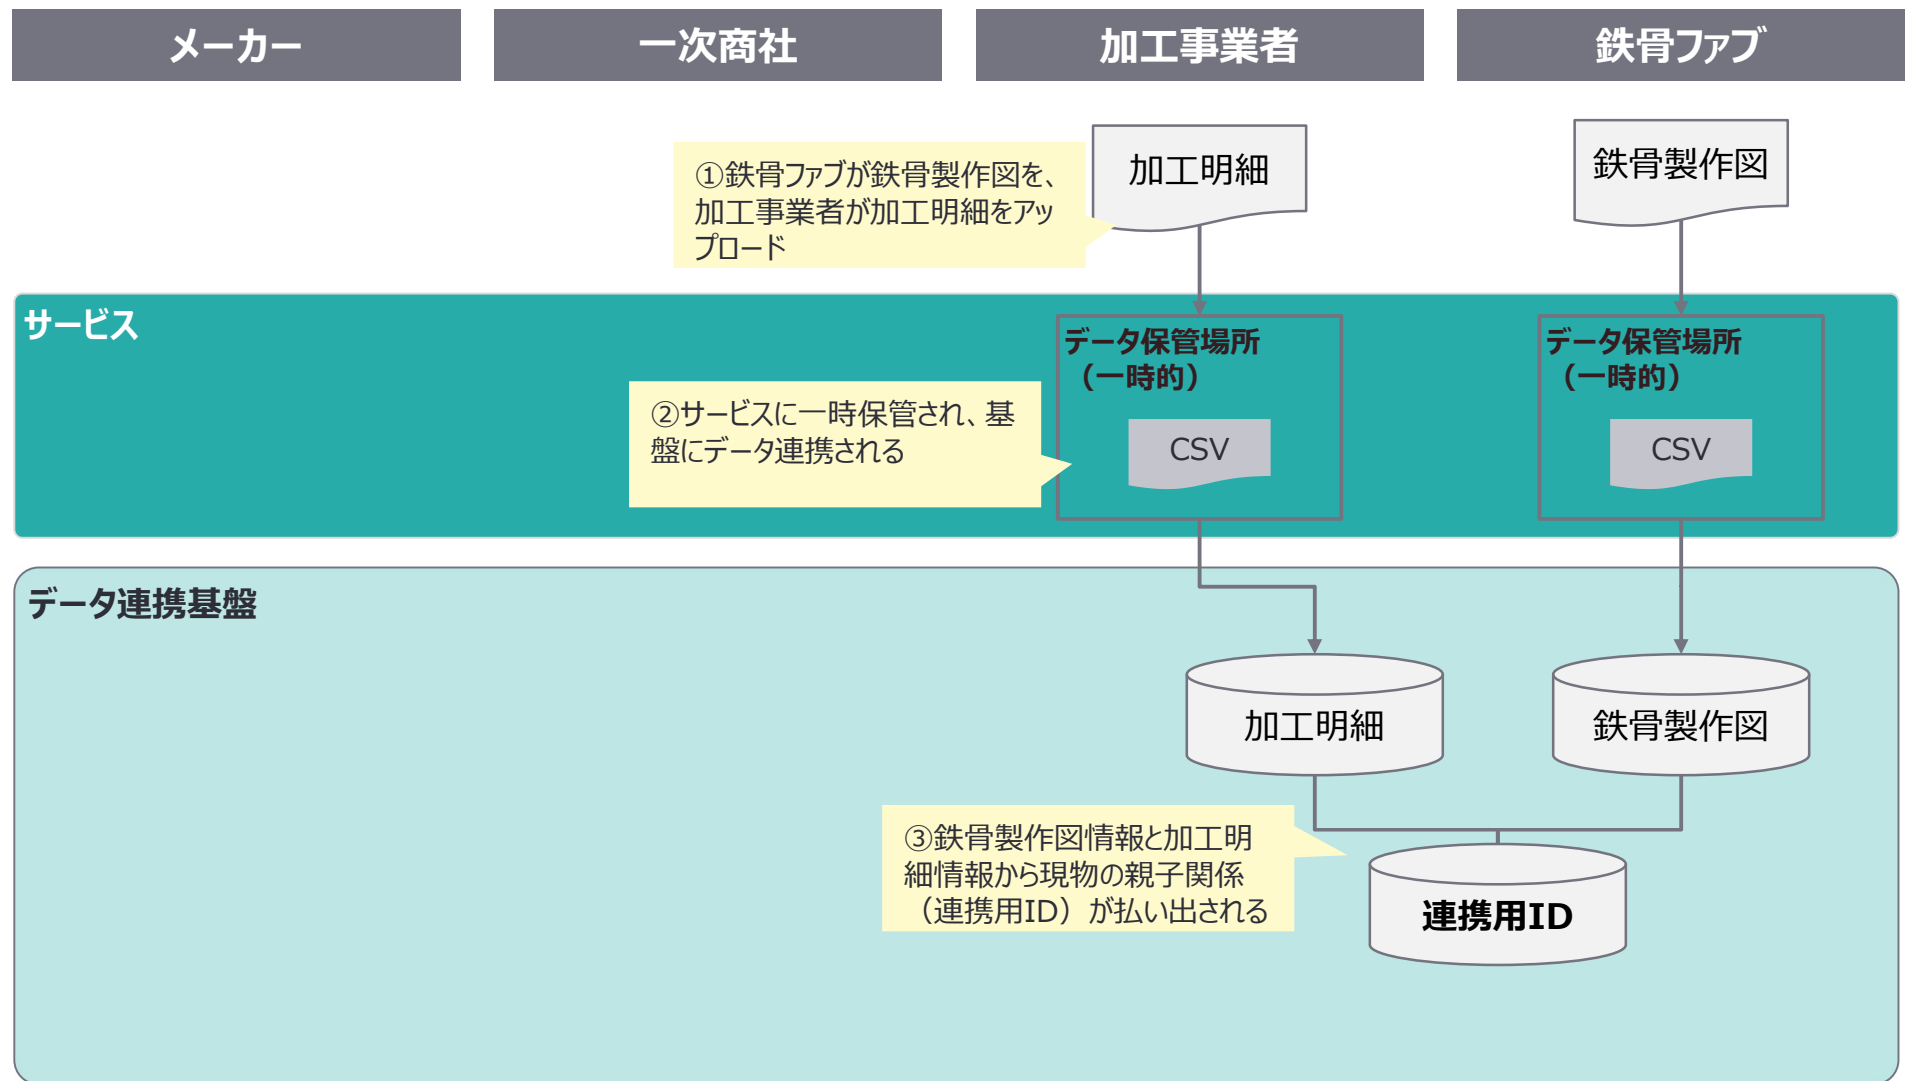 メーカー
一次商社
加工事業者
鉄骨ファブ
①鉄骨ファブが鉄骨製作図を、
加工事業者が加工明細をアッ
プロード
加工明細
鉄骨製作図
サービス
データ保管場所
（一時的）
CSV
データ保管場所
（一時的）
CSV
②サービスに一時保管され、基
盤にデータ連携される
データ連携基盤
加工明細
鉄骨製作図
③鉄骨製作図情報と加工明
細情報から現物の親子関係
（連携用ID）が払い出される
連携用ID